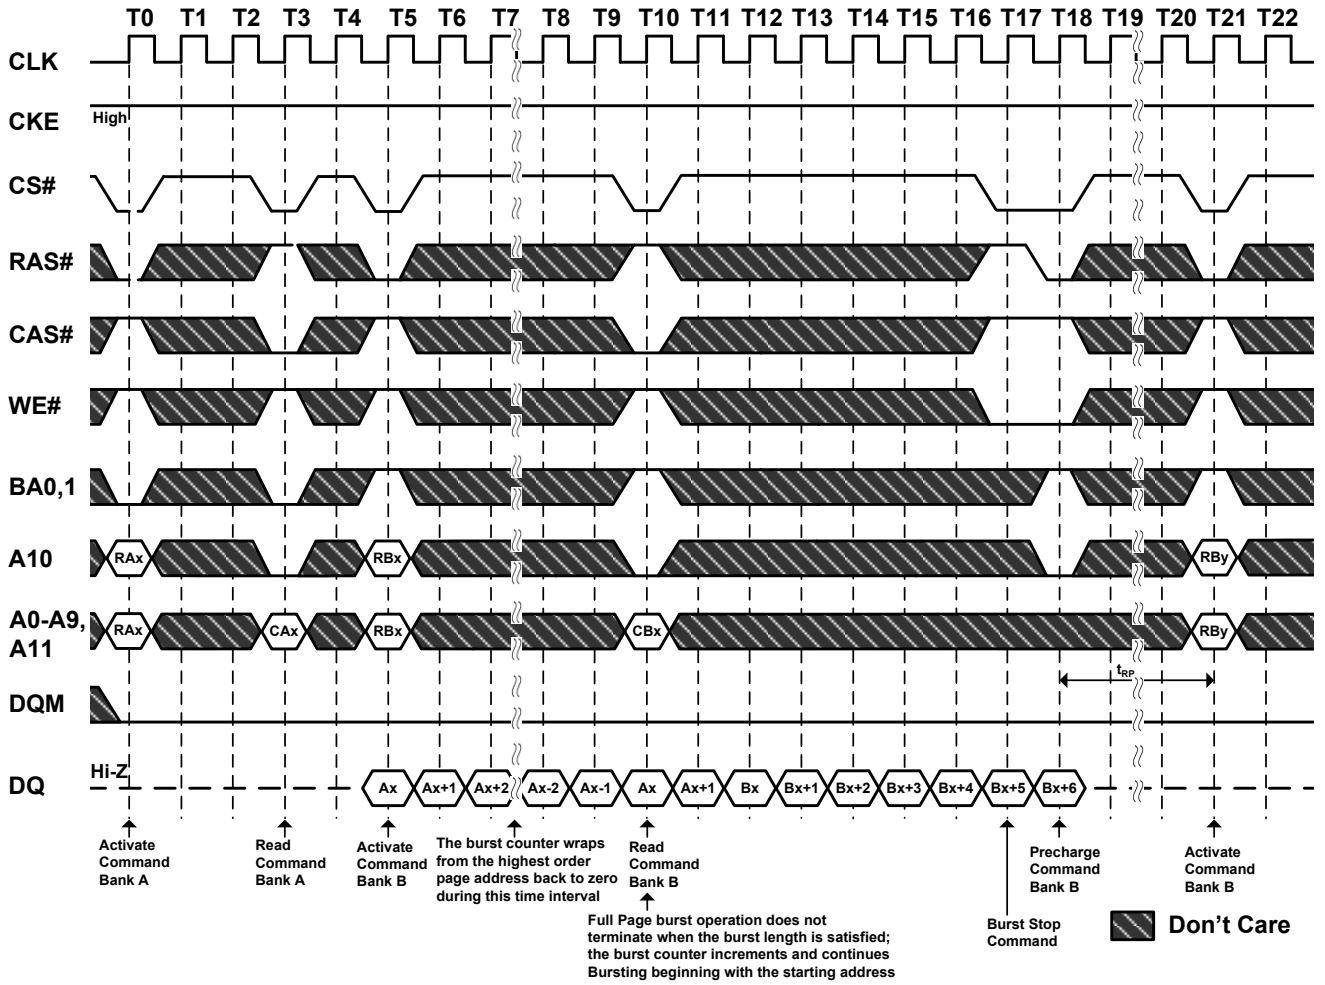 T0 T1 T2 T3 T4 T5 T6 T7 T8 T9 T10 T11 T12 T13 T14 T15 T16 T17 T18 T19 T20 T21 T22
CLK
CKE High
CS#
RAS#
CAS#
WE#
BA0,1
A10 RAx RBx RBy
A0-A9,
A11 RAx CAx RBx CBx RBy
tRP
DQM
DQ Hi-Z Ax Ax+1 Ax+2 Ax-2 Ax-1 Ax Ax+1 Bx Bx+1 Bx+2 Bx+3 Bx+4 Bx+5 Bx+6
Activate
Command
Bank A
Read
Command
Bank A
Activate
Command
Bank B
The burst counter wraps
from the highest order
page address back to zero
during this time interval
Read
Command
Bank B
Full Page burst operation does not
terminate when the burst length is satisfied;
the burst counter increments and continues
Bursting beginning with the starting address
Burst Stop
Command
Precharge
Command
Bank B
Activate
Command
Bank B
Don't Care